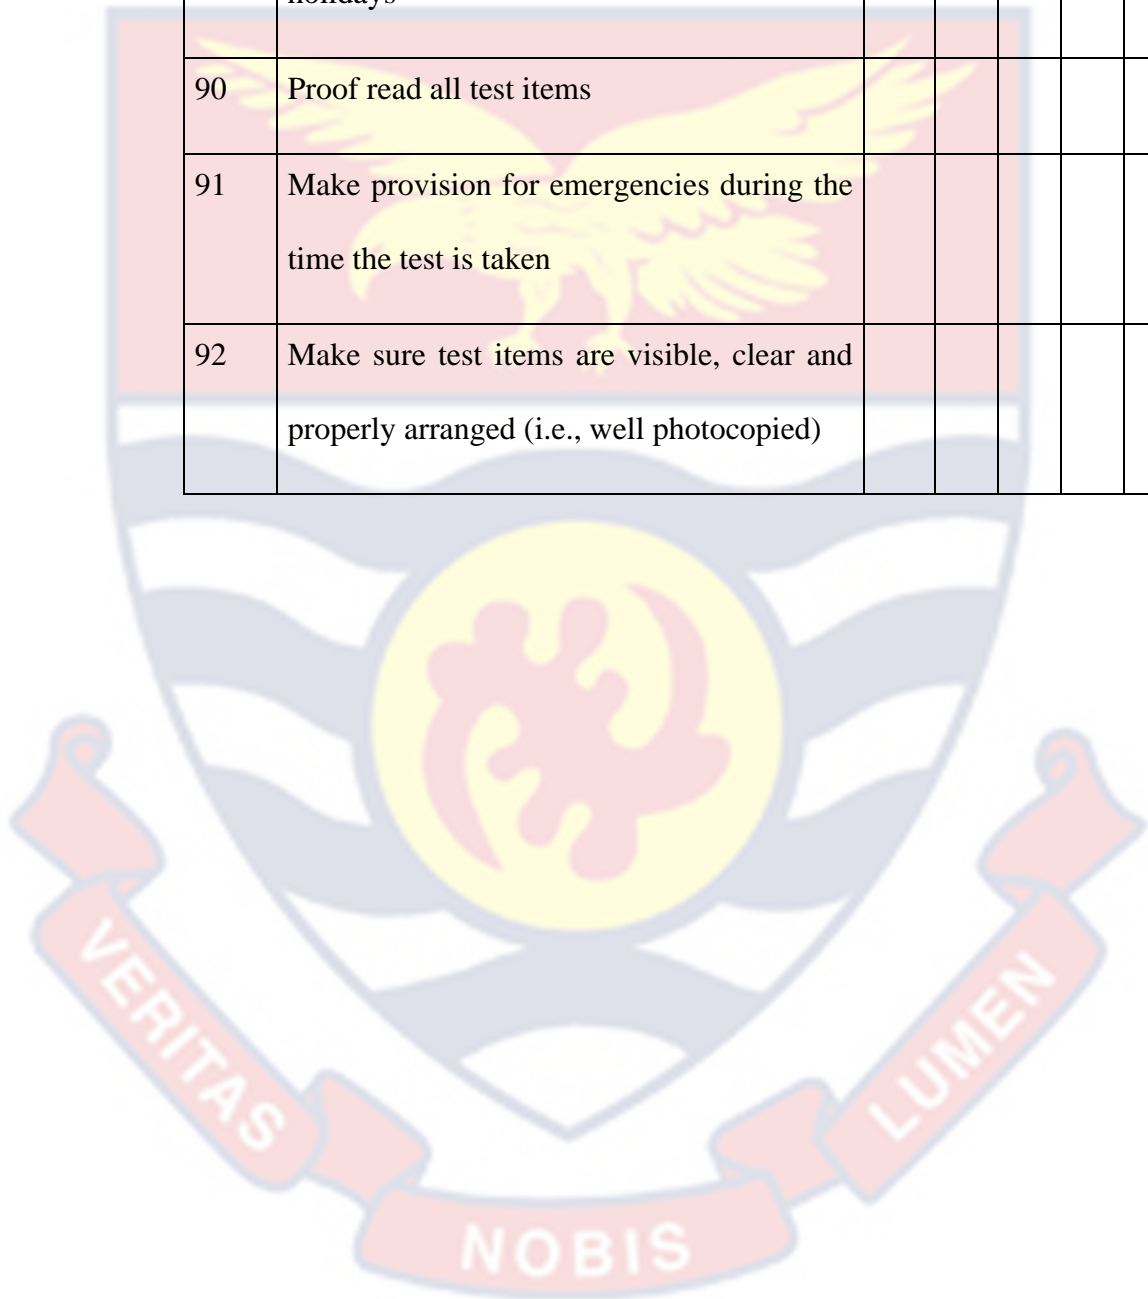 holidays
90 Proof read all test items
91 Make provision for emergencies during the
time the test is taken
92 Make sure test items are visible, clear and
properly arranged (i.e., well photocopied)
VERITAS
NOBIS
LUMEN